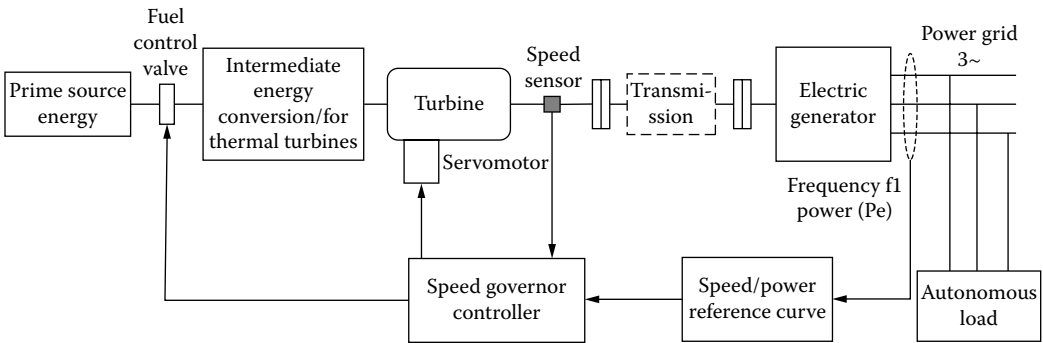 Fuel
control
valve
Prime source
energy
Intermediate
energy
conversion/for
thermal turbines
Turbine
Servomotor
Speed
sensor
Transmi-
ssion
Electric
generator
Power grid
3~
Frequency f1
power (Pe)
Speed governor
controller
Speed/power
reference curve
Autonomous
load